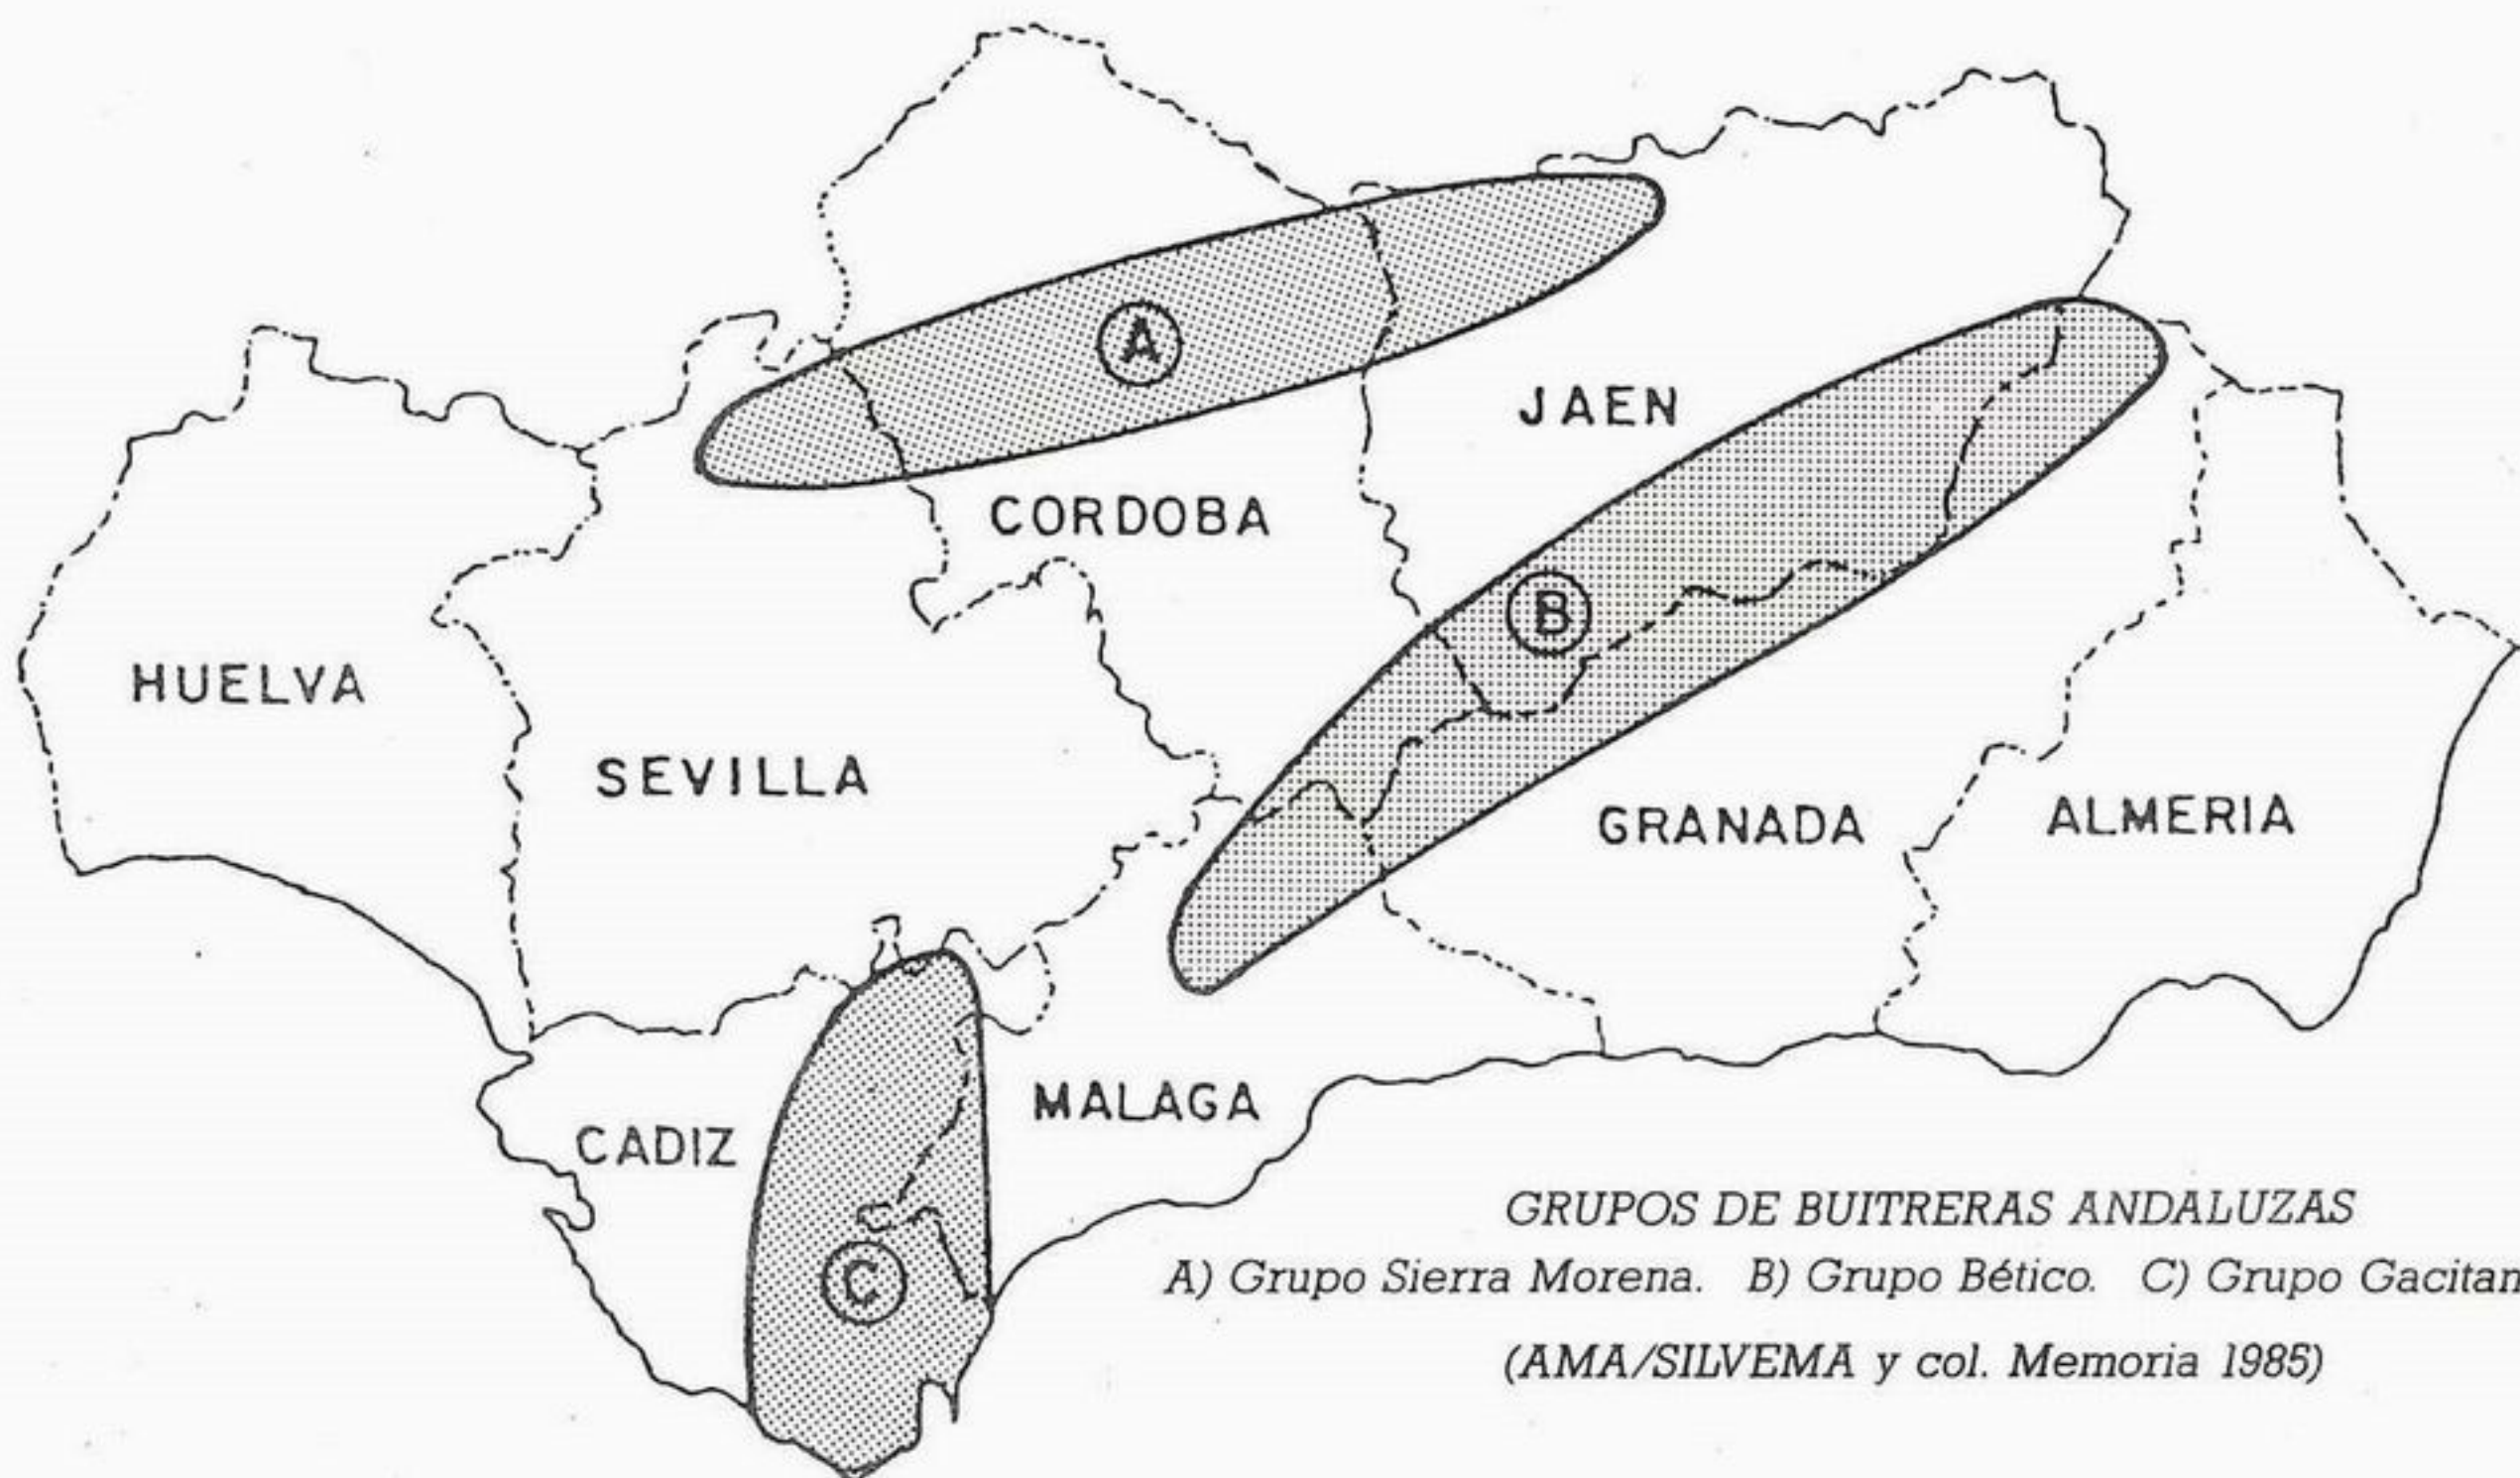 A
JAEN
CORDOBA
B
HUELVA
SEVILLA
GRANADA
ALMERIA
MALAGA
CADIZ
C
GRUPOS DE BUITRERAS ANDALUZAS
A) Grupo Sierra Morena. B) Grupo Bético. C) Grupo Gacitan
(AMA/SILVEMA y col. Memoria 1985)